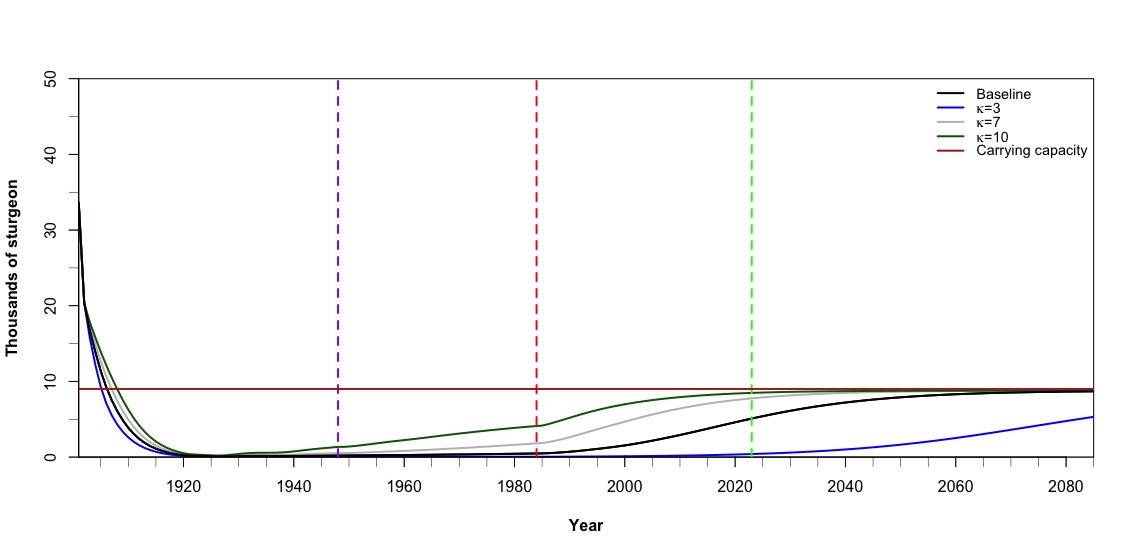 Baseline
κ=3
κ=7
κ=10
Carrying capacity
Thousands of sturgeon
50
40
30
20
10
0
1920 1940 1960 1980 2000 2020 2040 2060 2080
Year